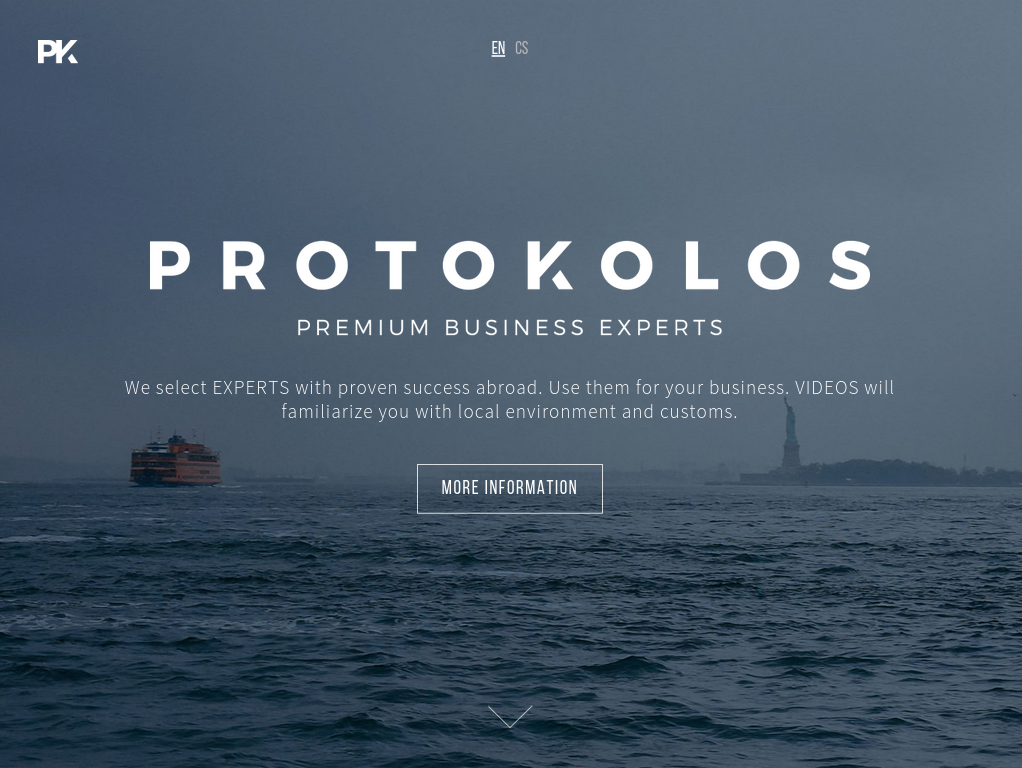 PK
EN CS
PROTOKOLOS
PREMIUM BUSINESS EXPERTS
We select EXPERTS with proven success abroad. Use them for your business. VIDEOS will
familiarize you with local environment and customs.
MORE INFORMATION